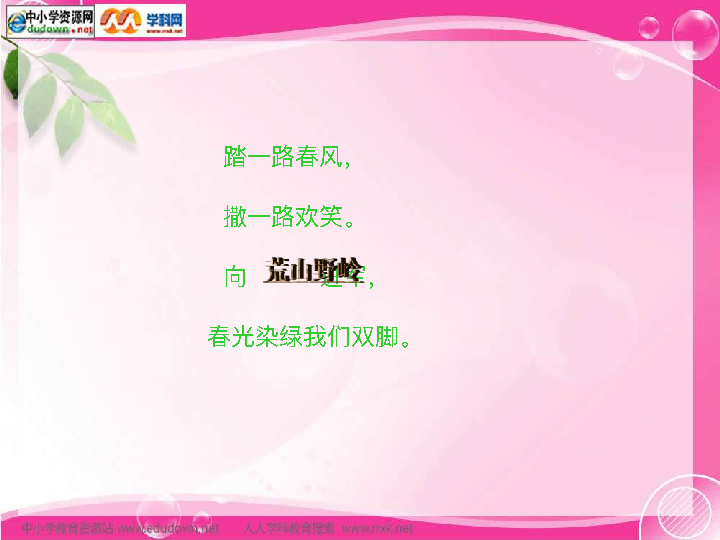 中小学资源网
dudown.net
学科网
www.nxk.net
踏一路春风，
撒一路欢笑。
向荒山野岭进军，
春光染绿我们双脚。
中小学教育资源站 www.edudown.net 人人学科教育搜索 www.nxk.net